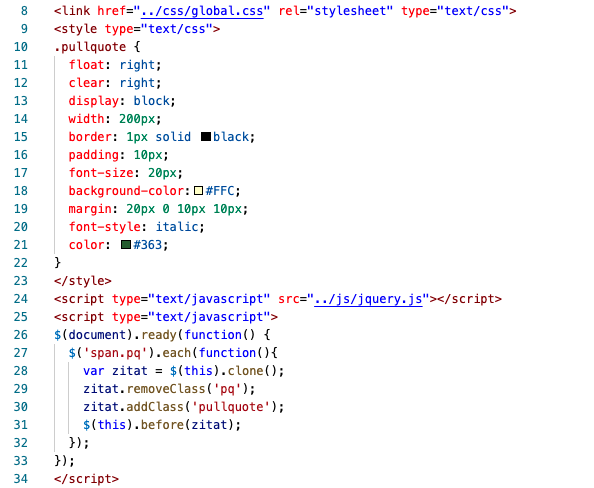 8 <link href="../css/global.css" rel="stylesheet" type="text/css">
9 <style type="text/css">
10 .pullquote {
11   float: right;
12   clear: right;
13   display: block;
14   width: 200px;
15   border: 1px solid black;
16   padding: 10px;
17   font-size: 20px;
18   background-color: #FFC;
19   margin: 20px 0 10px 10px;
20   font-style: italic;
21   color: #363;
22 }
23 </style>
24 <script type="text/javascript" src="../js/jquery.js"></script>
25 <script type="text/javascript">
26 $(document).ready(function() {
27   $('span.pq').each(function(){
28     var zitat = $(this).clone();
29     zitat.removeClass('pq');
30     zitat.addClass('pullquote');
31     $(this).before(zitat);
32   });
33 });
34 </script>